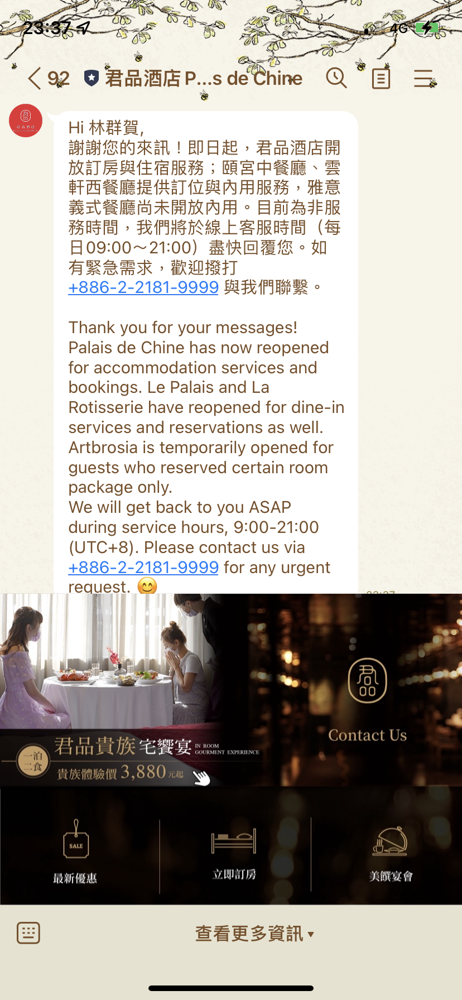 23:37
4G
92
君品酒店 P...s de Chine
Hi 林群賀,
謝謝您的來訊！即日起，君品酒店開
放訂房與住宿服務；頤宮中餐廳、雲
軒西餐廳提供訂位與內用服務，雅意
義式餐廳尚未開放內用。目前為非服
務時間，我們將於線上客服時間（每
日09:00～21:00）盡快回覆您。如
有緊急需求，歡迎撥打
+886-2-2181-9999 與我們聯繫。
Thank you for your messages!
Palais de Chine has now reopened
for accommodation services and
bookings. Le Palais and La
Rotisserie have reopened for dine-in
services and reservations as well.
Artbrosia is temporarily opened for
guests who reserved certain room
package only.
We will get back to you ASAP
during service hours, 9:00-21:00
(UTC+8). Please contact us via
+886-2-2181-9999 for any urgent
request. 😊
君品
Contact Us
一泊
二食
君品貴族 宅饗宴
IN ROOM
GOURMENT EXPERIENCE
貴族體驗價 3,880元起
SALE
最新優惠
立即訂房
美饌宴會
查看更多資訊